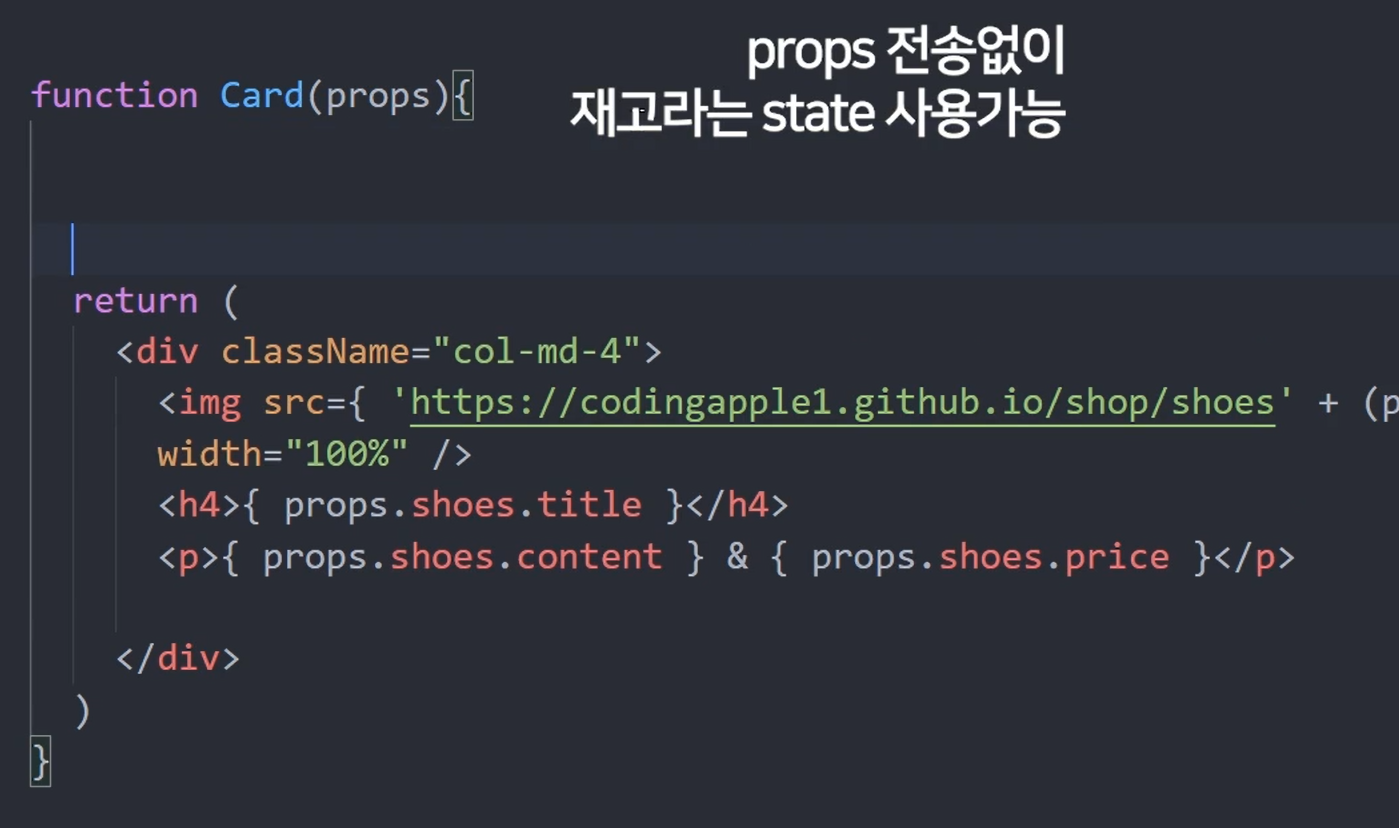 props 전송없이
재고라는 state 사용가능
function Card(props){
return (
<div className="col-md-4">
<img src={ 'https://codingapple1.github.io/shop/shoes' + (p
width="100%" />
<h4>{ props.shoes.title }</h4>
<p>{ props.shoes.content } & { props.shoes.price }</p>
</div>
)
}